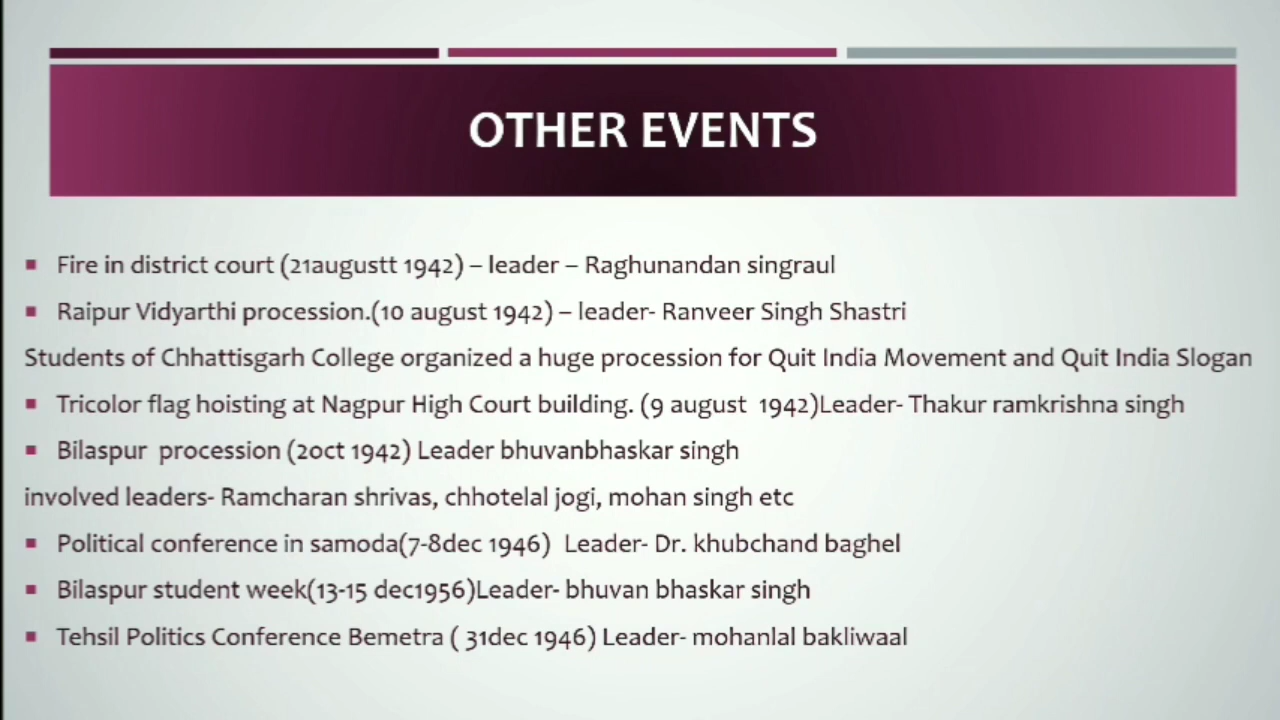 OTHER EVENTS
Fire in district court (21augustt 1942) – leader – Raghunandan singraul
Raipur Vidyarthi procession.(10 august 1942) – leader- Ranveer Singh Shastri
Students of Chhattisgarh College organized a huge procession for Quit India Movement and Quit India Slogan
Tricolor flag hoisting at Nagpur High Court building. (9 august 1942)Leader- Thakur ramkrishna singh
Bilaspur procession (2oct 1942) Leader bhuvanbhaskar singh
involved leaders- Ramcharan shrivas, chhotelal jogi, mohan singh etc
Political conference in samoda(7-8dec 1946) Leader- Dr. khubchand baghel
Bilaspur student week(13-15 dec1956)Leader- bhuvan bhaskar singh
Tehsil Politics Conference Bemetra ( 31dec 1946) Leader- mohanlal bakliwaal